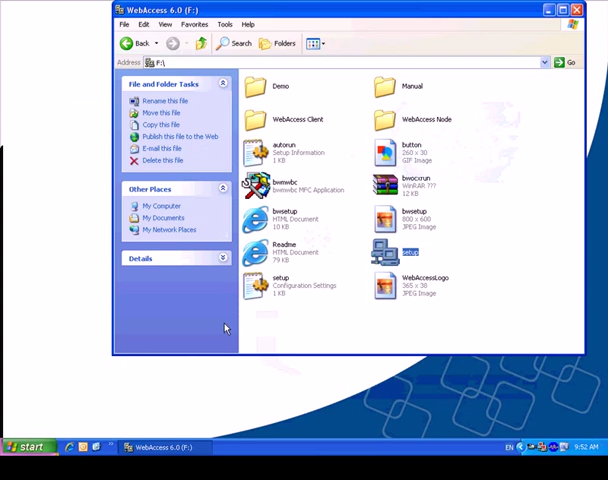 WebAccess 6.0 (F:)
File Edit View Favorites Tools Help
Back Search Folders
Address F:\ Go
File and Folder Tasks
Rename this file
Move this file
Copy this file
Publish this file to the Web
E-mail this file
Delete this file
Other Places
My Computer
My Documents
My Network Places
Details
Demo
Manual
WebAccess Client
WebAccess Node
autorun
Setup Information
1 KB
button
260 x 30
GIF Image
bwmwbc
bwmwbc MFC Application
bwocxrun
WinRAR ???
12 KB
bwsetup
HTML Document
10 KB
bwsetup
800 x 600
JPEG Image
Readme
HTML Document
79 KB
setup
setup
Configuration Settings
1 KB
WebAccessLogo
365 x 38
JPEG Image
start WebAccess 6.0 (F:) EN 9:52 AM